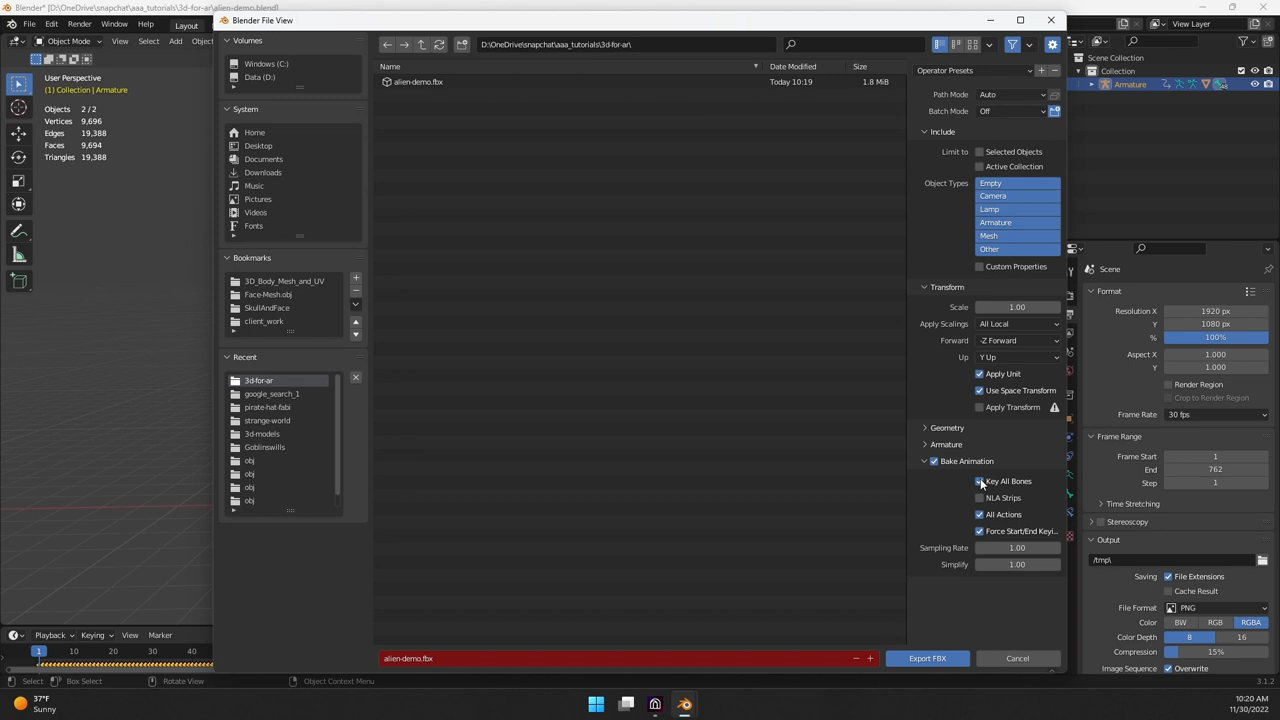 Blender* [D:\OneDrive\snapchat\aaa_tutorials\3d-for-ar\alien-demo.blend]
File Edit Render Window Help Layout
Object Mode View Select Add Object
View Layer
User Perspective
(1) Collection | Armature
Objects 2 / 2
Vertices 9,696
Edges 19,388
Faces 9,694
Triangles 19,388
Blender File View
Volumes
Windows (C:)
Data (D:)
System
Home
Desktop
Documents
Downloads
Music
Pictures
Videos
Fonts
Bookmarks
3D_Body_Mesh_and_UV
Face-Mesh.obj
SkullAndFace
client_work
Recent
3d-for-ar
google_search_1
pirate-hat-fabi
strange-world
3d-models
Goblinswills
obj
obj
obj
obj
D:\OneDrive\snapchat\aaa_tutorials\3d-for-ar\
Name Date Modified Size
alien-demo.fbx Today 10:19 1.8 MiB
alien-demo.fbx
Operator Presets
Path Mode Auto
Batch Mode Off
Include
Limit to Selected Objects
Active Collection
Object Types Empty
Camera
Lamp
Armature
Mesh
Other
Custom Properties
Transform
Scale 1.00
Apply Scalings All Local
Forward -Z Forward
Up Y Up
Apply Unit
Use Space Transform
Apply Transform
Geometry
Armature
Bake Animation
Key All Bones
NLA Strips
All Actions
Force Start/End Keyi...
Sampling Rate 1.00
Simplify 1.00
Export FBX Cancel
Scene Collection
Collection
Armature
Scene
Format
Resolution X 1920 px
Y 1080 px
% 100%
Aspect X 1.000
Y 1.000
Render Region
Crop to Render Region
Frame Rate 30 fps
Frame Range
Frame Start 1
End 762
Step 1
Time Stretching
Stereoscopy
Output
/tmp\
Saving File Extensions
Cache Result
File Format PNG
Color BW RGB RGBA
Color Depth 8 16
Compression 15%
Image Sequence Overwrite
Playback Keying View Marker
1 10 20 30 40
Select Box Select Rotate View Object Context Menu
3.1.2
37°F
Sunny
10:20 AM
11/30/2022